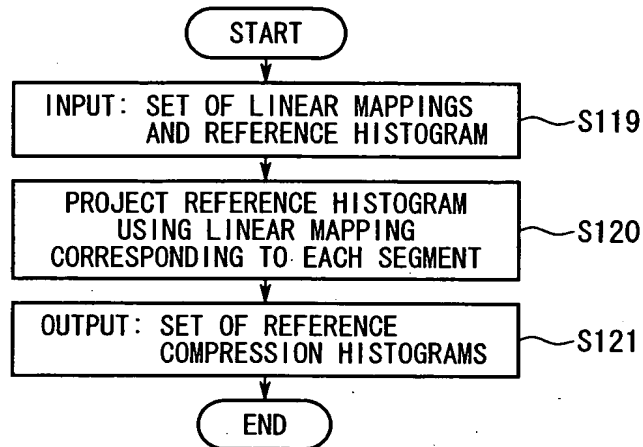 START
INPUT: SET OF LINEAR MAPPINGS
AND REFERENCE HISTOGRAM
S119
PROJECT REFERENCE HISTOGRAM
USING LINEAR MAPPING
CORRESPONDING TO EACH SEGMENT
S120
OUTPUT: SET OF REFERENCE
COMPRESSION HISTOGRAMS
S121
END